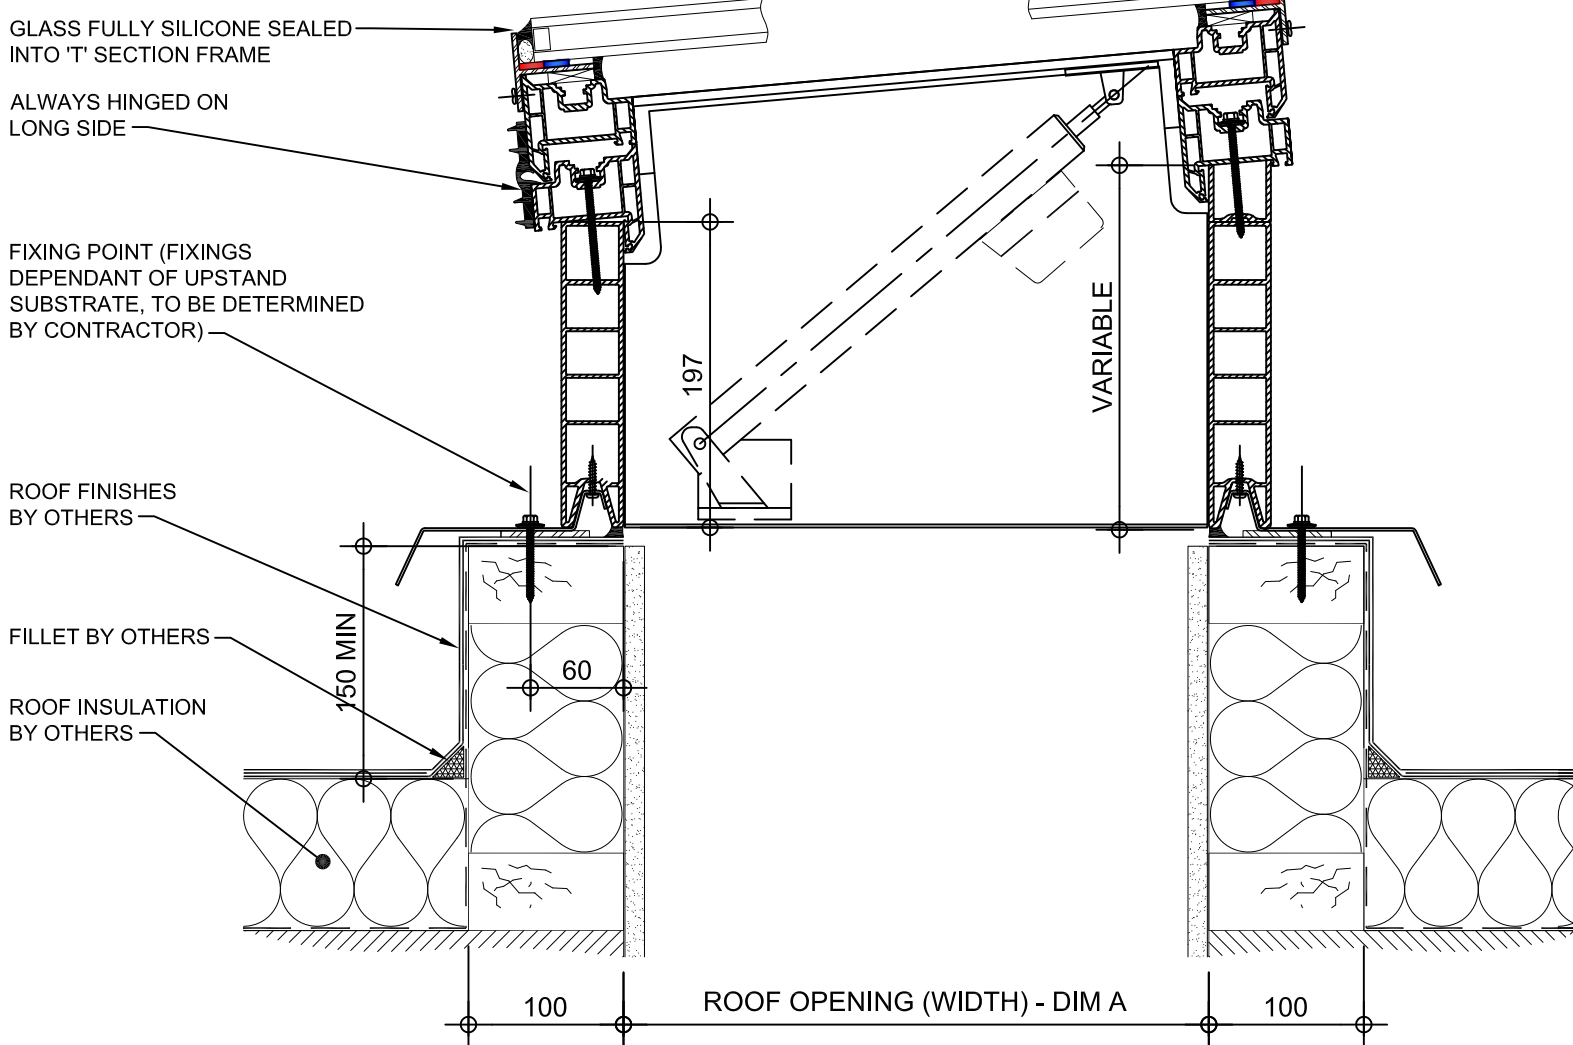 GLASS FULLY SILICONE SEALED
INTO 'T' SECTION FRAME
ALWAYS HINGED ON
LONG SIDE
FIXING POINT (FIXINGS
DEPENDANT OF UPSTAND
SUBSTRATE, TO BE DETERMINED
BY CONTRACTOR)
197
VARIABLE
ROOF FINISHES
BY OTHERS
FILLET BY OTHERS
150 MIN
60
ROOF INSULATION
BY OTHERS
100
ROOF OPENING (WIDTH) - DIM A
100